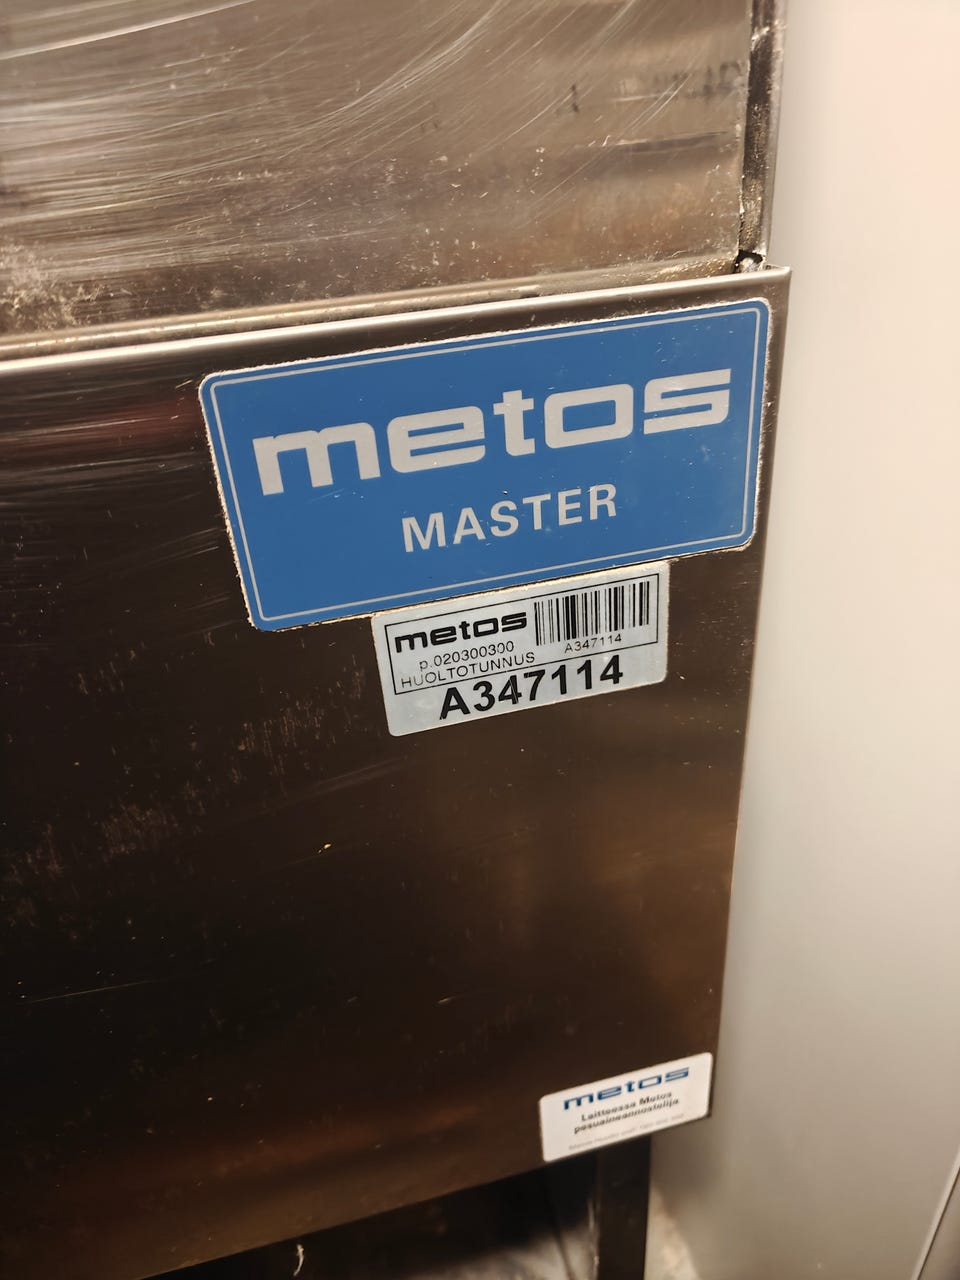 metos
MASTER
metos
p.020300300
A347114
HUOLTOTUNNUS
A347114
metos
Laitteessa Metos
pesuaineannostelija